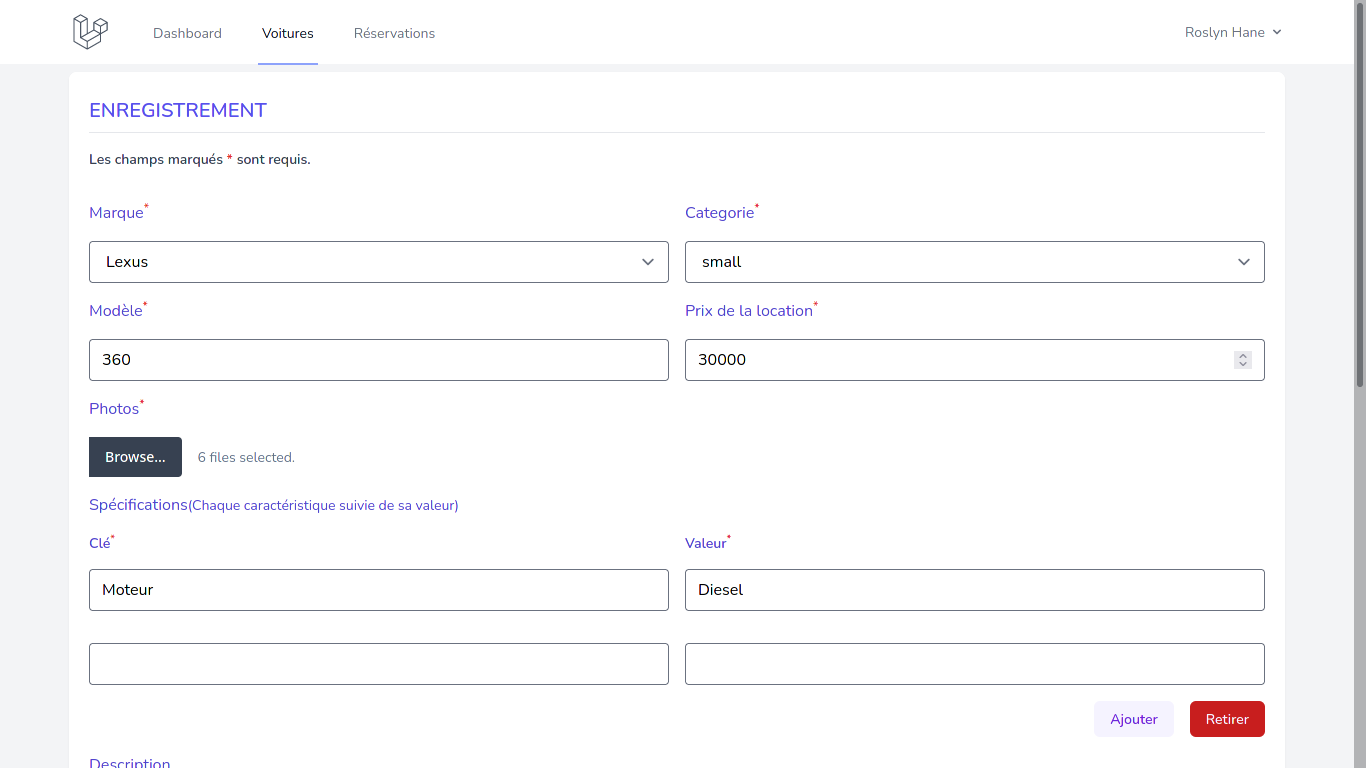 Dashboard Voitures Réservations Roslyn Hane
ENREGISTREMENT
Les champs marqués * sont requis.
Marque* Categorie*
Lexus small
Modèle* Prix de la location*
360 30000
Photos*
Browse... 6 files selected.
Spécifications(Chaque caractéristique suivie de sa valeur)
Clé* Valeur*
Moteur Diesel
Ajouter Retirer
Description